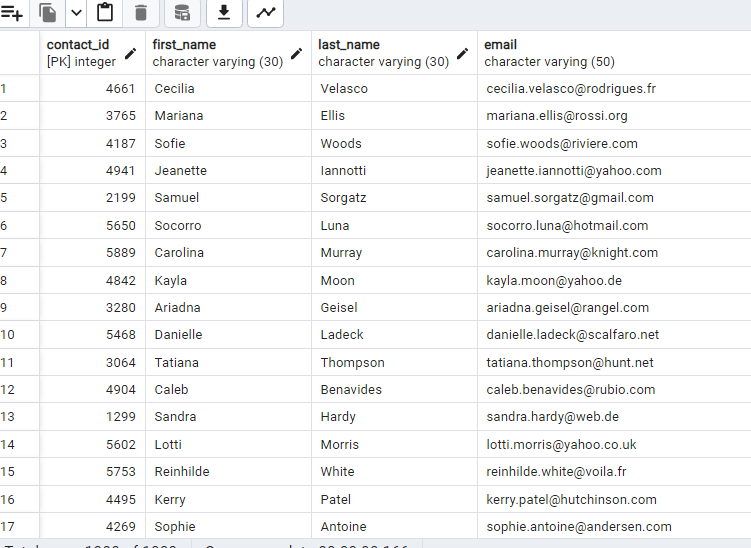 contact_id first_name last_name email
[PK] integer character varying (30) character varying (30) character varying (50)
1 4661 Cecilia Velasco cecilia.velasco@rodrigues.fr
2 3765 Mariana Ellis mariana.ellis@rossi.org
3 4187 Sofie Woods sofie.woods@riviere.com
4 4941 Jeanette Iannotti jeanette.iannotti@yahoo.com
5 2199 Samuel Sorgatz samuel.sorgatz@gmail.com
6 5650 Socorro Luna socorro.luna@hotmail.com
7 5889 Carolina Murray carolina.murray@knight.com
8 4842 Kayla Moon kayla.moon@yahoo.de
9 3280 Ariadna Geisel ariadna.geisel@rangel.com
10 5468 Danielle Ladeck danielle.ladeck@scalfaro.net
11 3064 Tatiana Thompson tatiana.thompson@hunt.net
12 4904 Caleb Benavides caleb.benavides@rubio.com
13 1299 Sandra Hardy sandra.hardy@web.de
14 5602 Lotti Morris lotti.morris@yahoo.co.uk
15 5753 Reinhilde White reinhilde.white@voila.fr
16 4495 Kerry Patel kerry.patel@hutchinson.com
17 4269 Sophie Antoine sophie.antoine@andersen.com